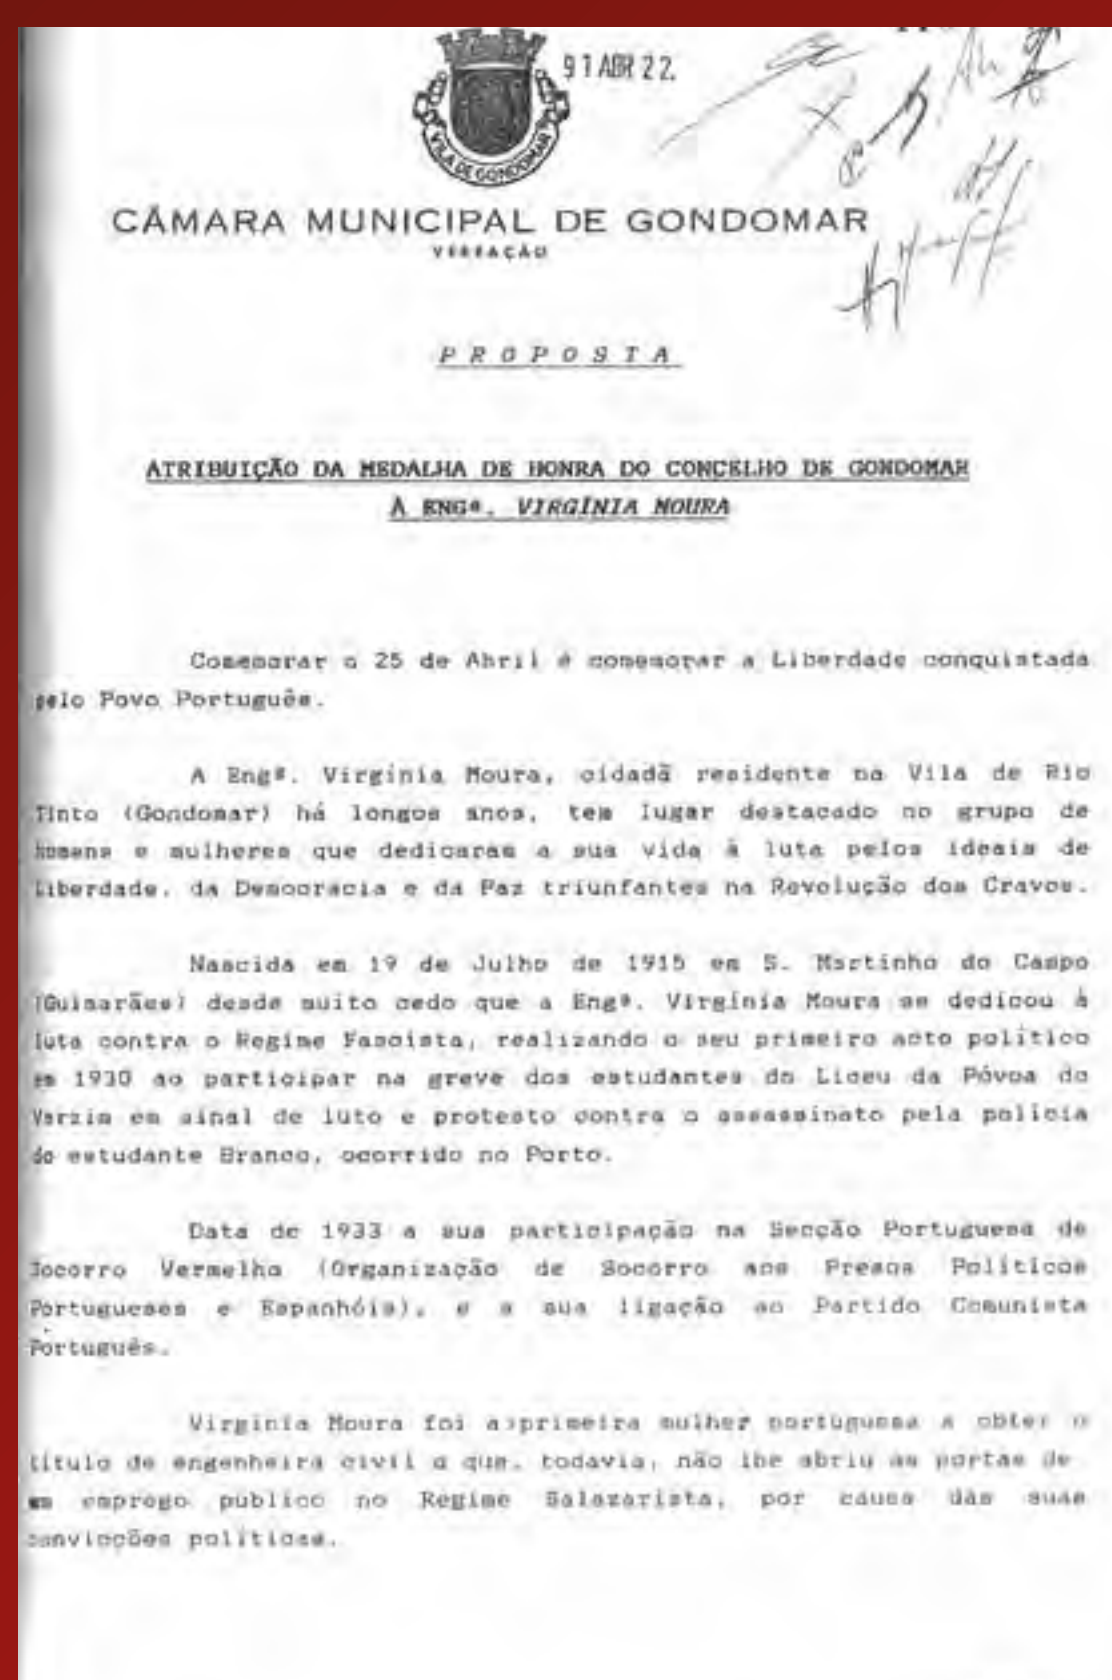 91 ABR 22.
VILA DE GONDOMAR
CÂMARA MUNICIPAL DE GONDOMAR
VEREAÇÃO
PROPOSTA
ATRIBUIÇÃO DA MEDALHA DE HONRA DO CONCELHO DE GONDOMAR
À ENGª. VIRGÍNIA MOURA
Comemorar o 25 de Abril é comemorar a Liberdade conquistada
pelo Povo Português.
A Engª. Virgínia Moura, cidadã residente na Vila de Rio
Tinto (Gondomar) há longos anos, tem lugar destacado no grupo de
homens e mulheres que dedicaram a sua vida à luta pelos ideais de
Liberdade, da Democracia e da Paz triunfantes na Revolução dos Cravos.
Nascida em 19 de Julho de 1915 em S. Martinho do Campo
(Guimarães) desde muito cedo que a Engª. Virgínia Moura se dedicou à
luta contra o Regime Fascista, realizando o seu primeiro acto político
em 1930 ao participar na greve dos estudantes do Liceu da Póvoa do
Varzim em sinal de luto e protesto contra o assassinato pela polícia
do estudante Branco, ocorrido no Porto.
Data de 1933 a sua participação na Secção Portuguesa de
Socorro Vermelho (Organização de Socorro aos Presos Políticos
Portugueses e Espanhóis), e a sua ligação ao Partido Comunista
Português.
Virgínia Moura foi a primeira mulher portuguesa a obter o
título de engenheira civil o que, todavia, não lhe abriu as portas de
um emprego público no Regime Salazarista, por causa das suas
convicções políticas.